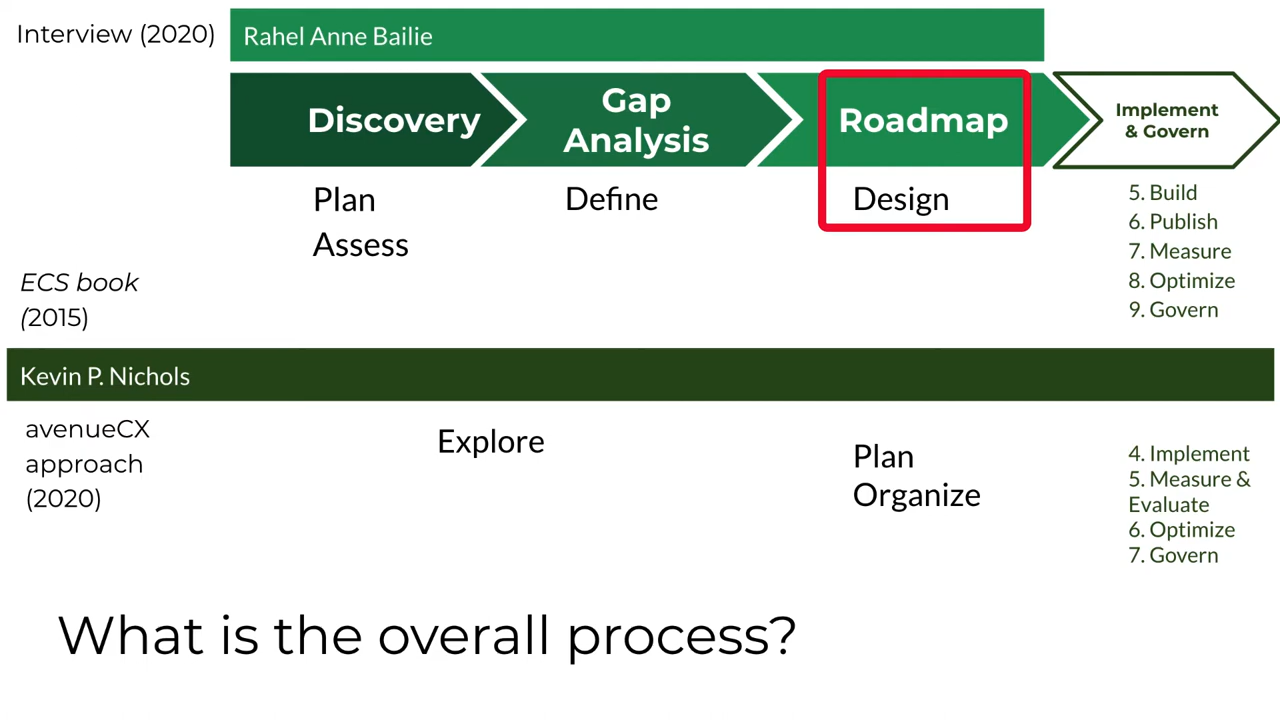 Interview (2020)
Rahel Anne Bailie
Discovery
Gap
Analysis
Roadmap
Implement
& Govern
Plan
Assess
Define
Design
5. Build
6. Publish
7. Measure
8. Optimize
9. Govern
ECS book
(2015)
Kevin P. Nichols
avenueCX
approach
(2020)
Explore
Plan
Organize
4. Implement
5. Measure &
Evaluate
6. Optimize
7. Govern
What is the overall process?